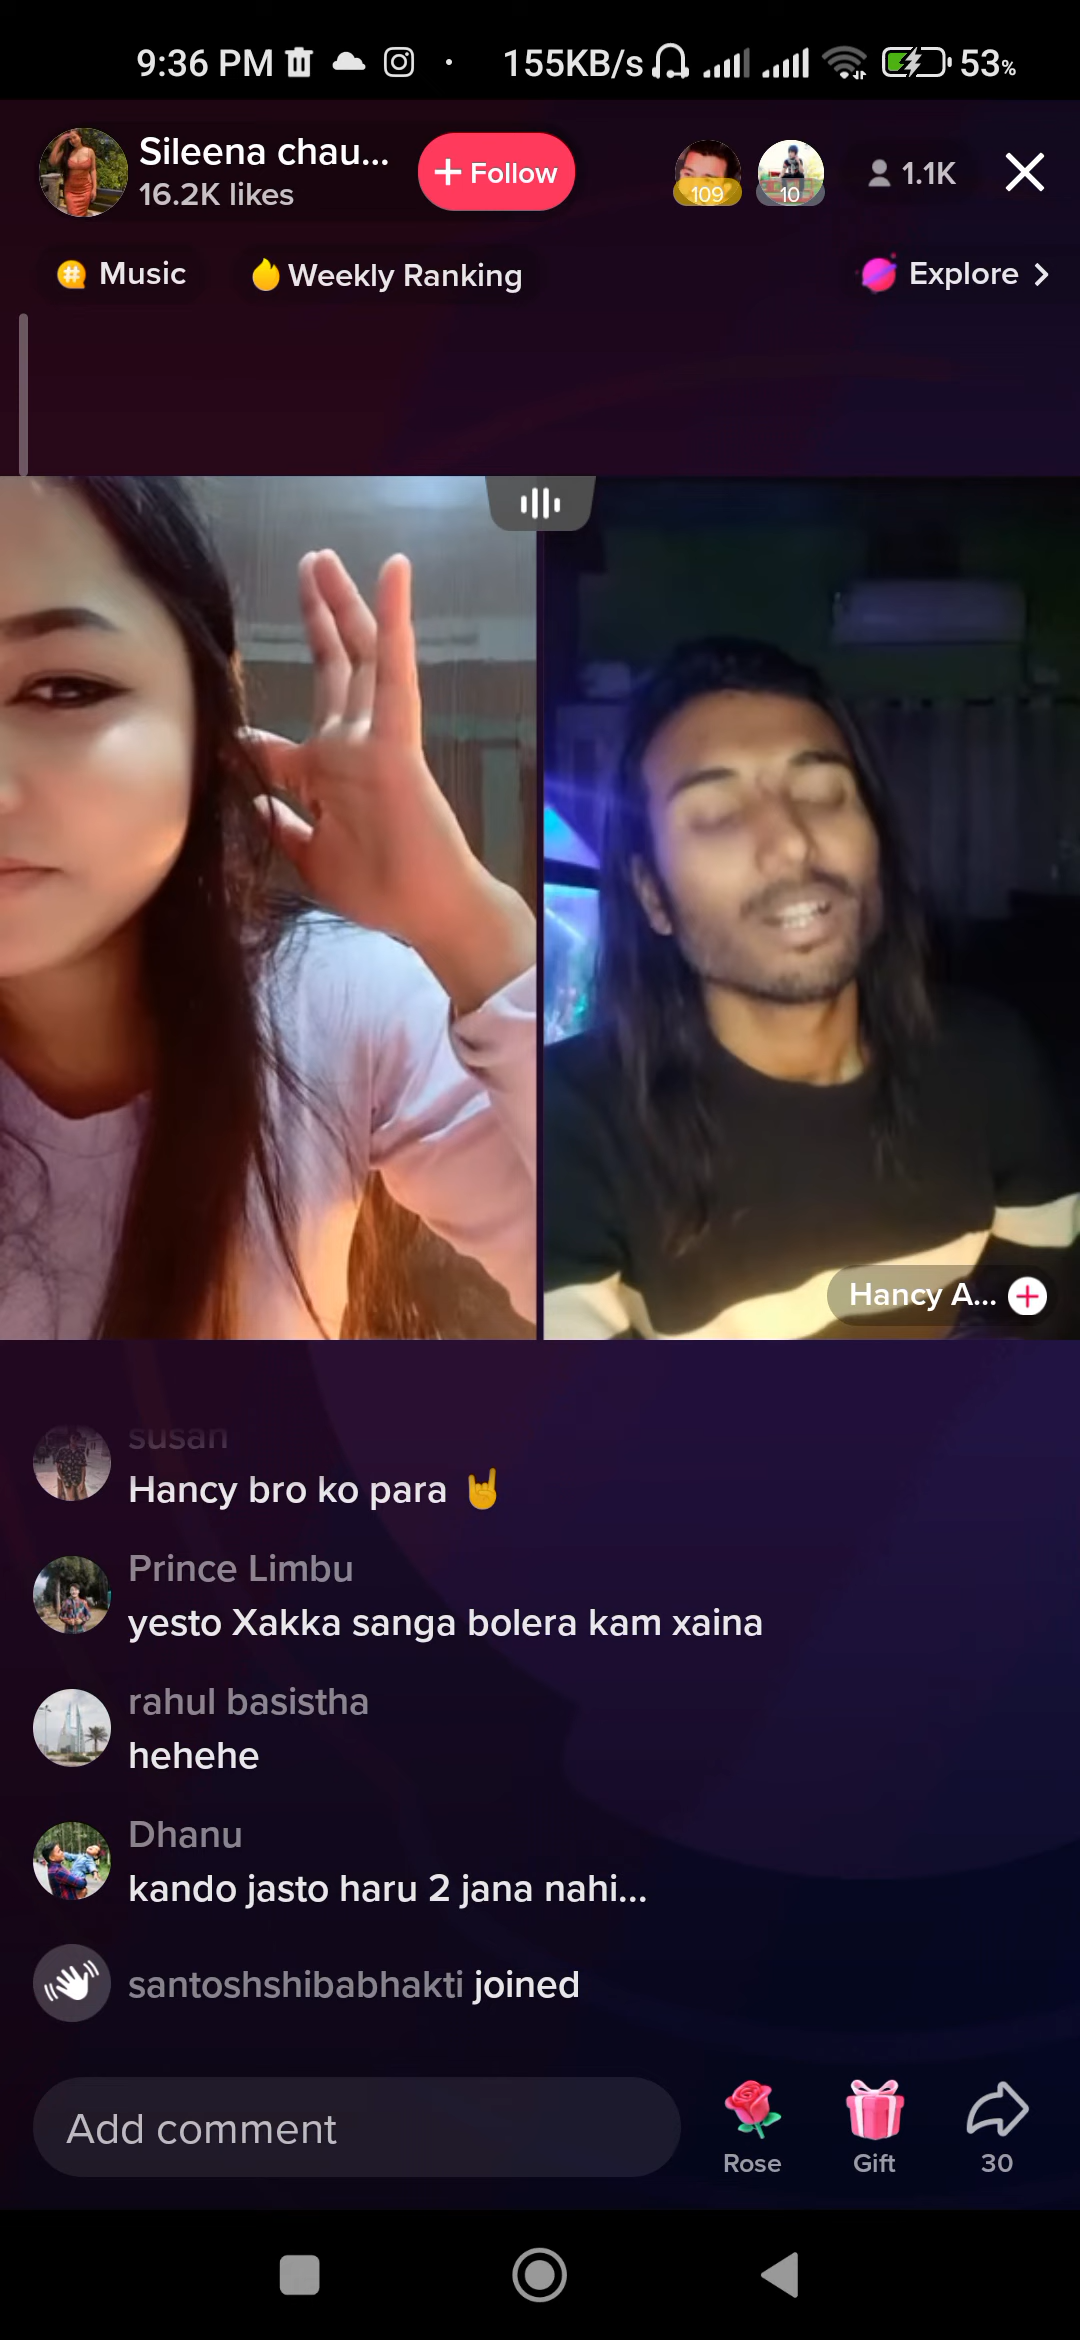 9:36 PM 155KB/s 53%
Sileena chau...
16.2K likes
+ Follow
109
10
1.1K
Music
Weekly Ranking
Explore
Hancy A...
susan
Hancy bro ko para 🤘
Prince Limbu
yesto Xakka sanga bolera kam xaina
rahul basistha
hehehe
Dhanu
kando jasto haru 2 jana nahi...
santoshshibabhakti joined
Add comment
Rose
Gift
30